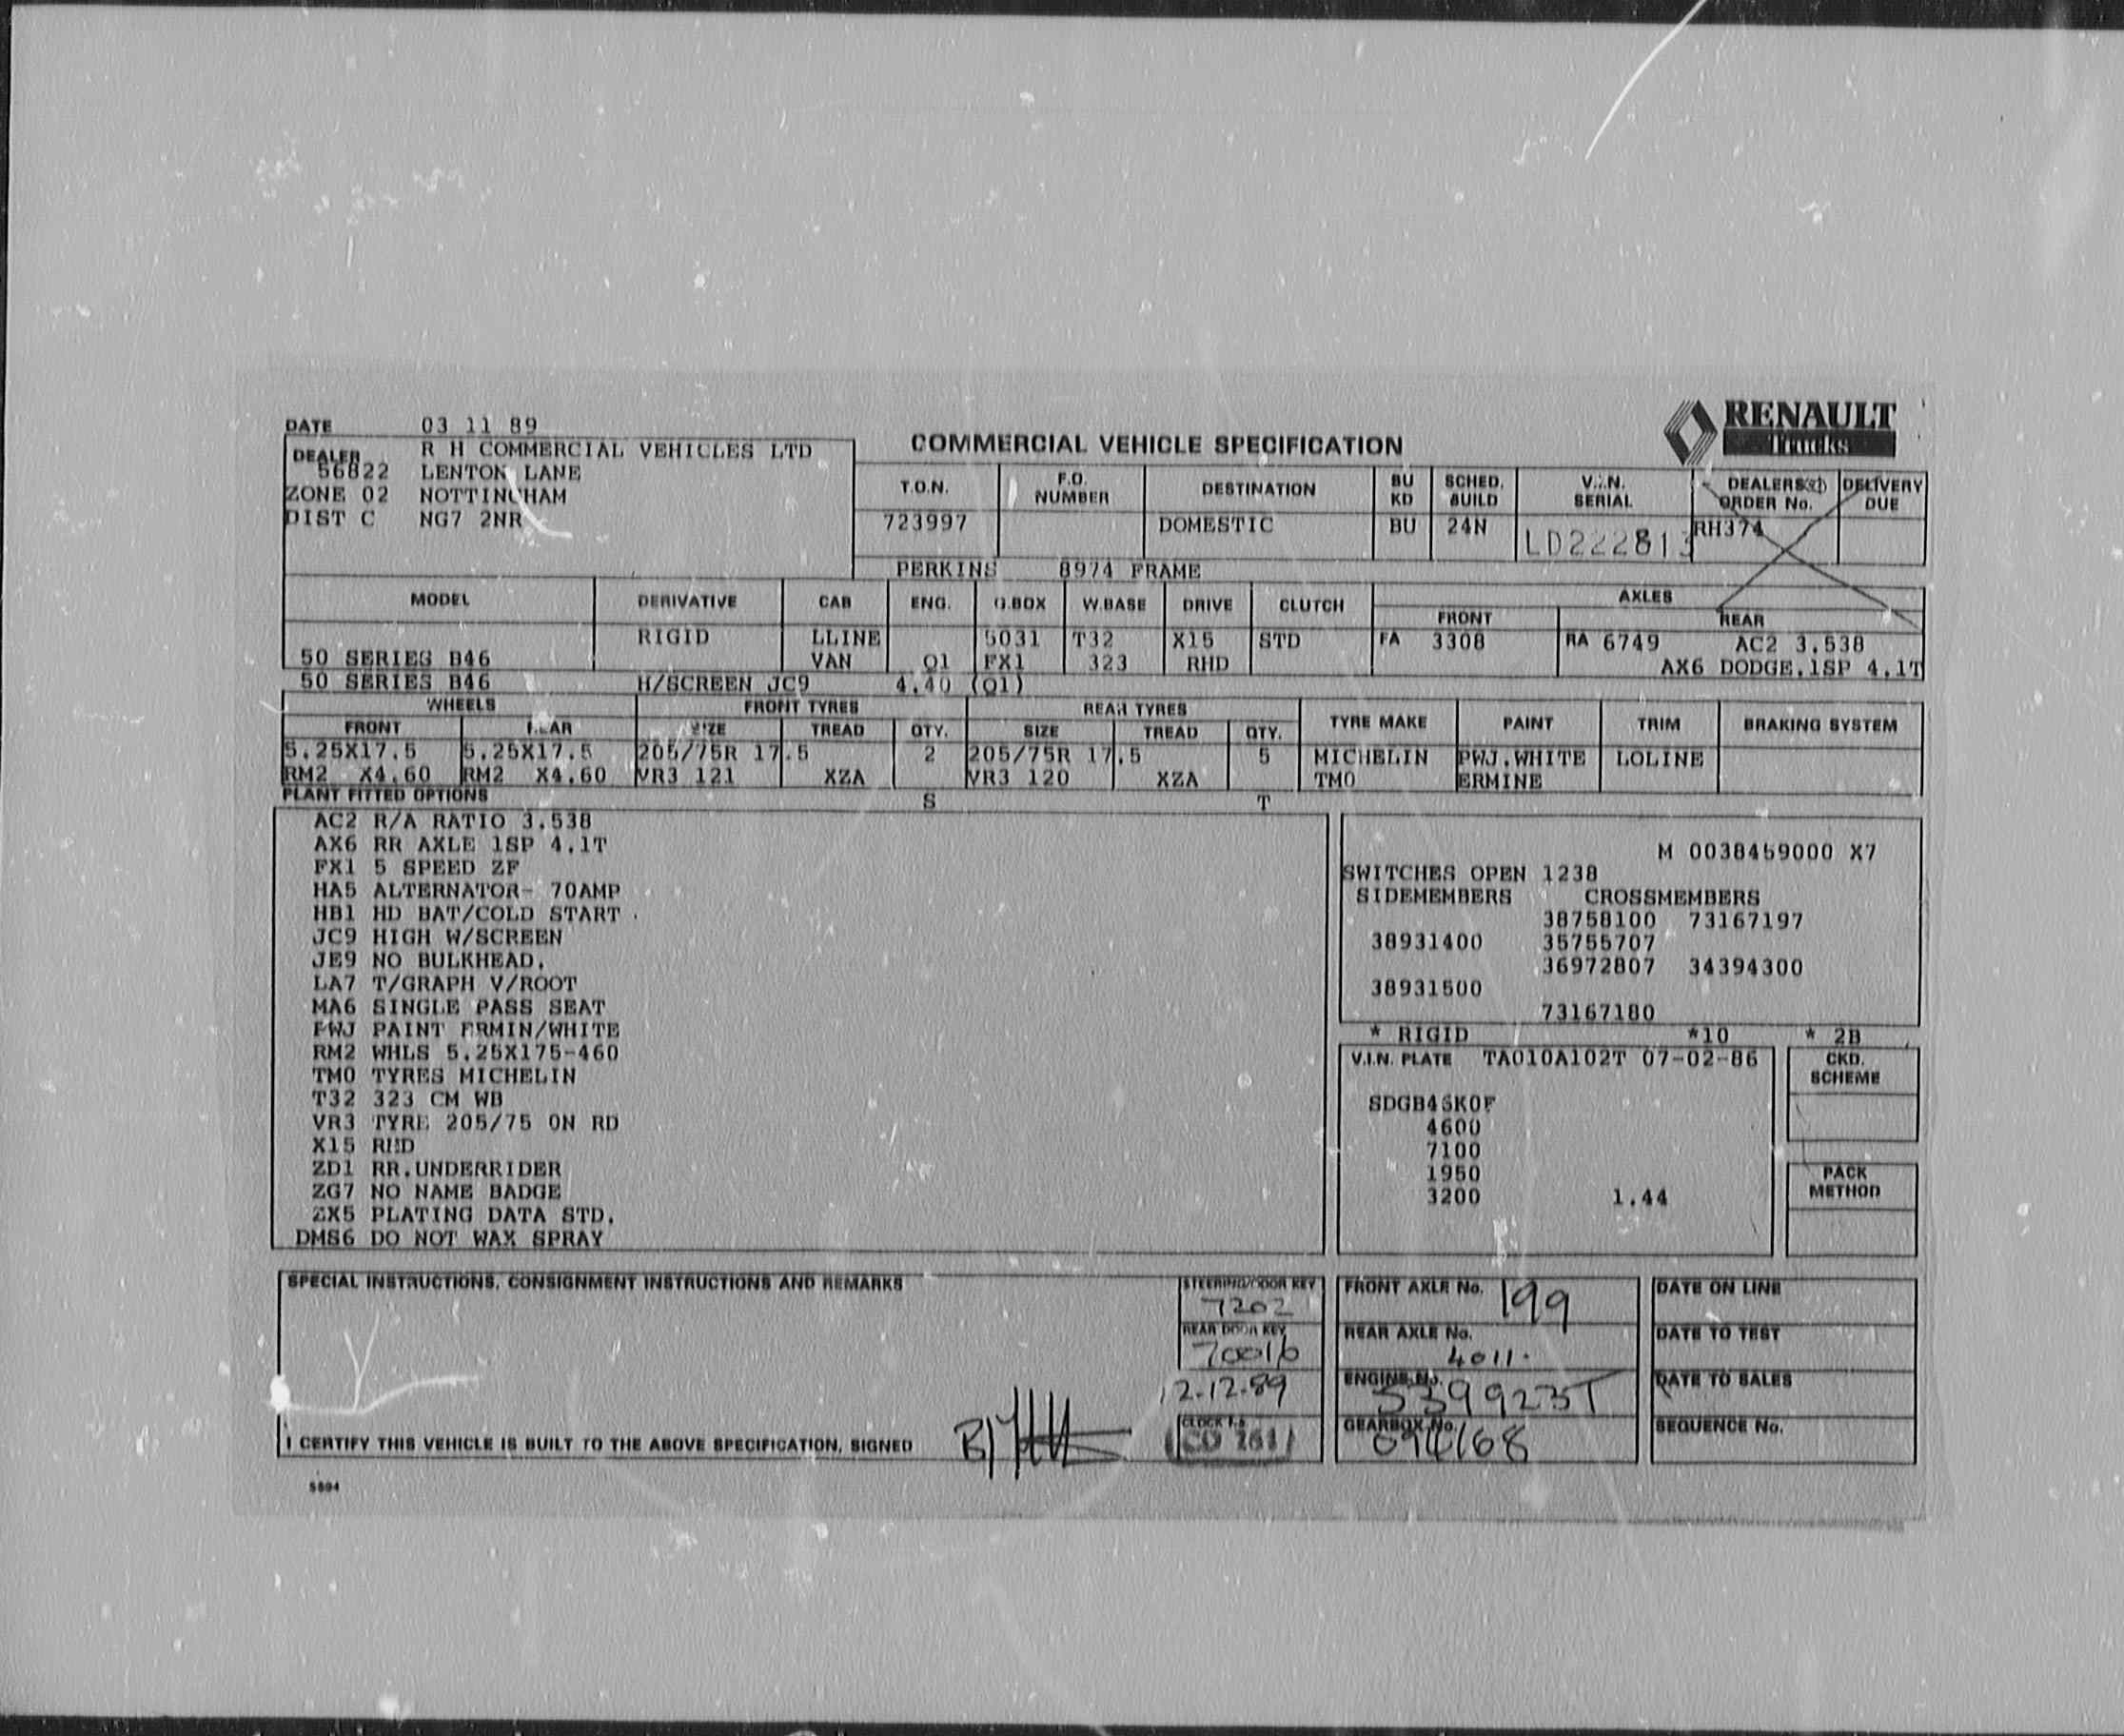 DATE 03 11 89
RENAULT
Trucks
DEALER R H COMMERCIAL VEHICLES LTD
COMMERCIAL VEHICLE SPECIFICATION
56822 LENTON LANE
ZONE 02 NOTTINGHAM
DIST C NG7 2NR
T.O.N. F.O. NUMBER DESTINATION BU KD SCHED. BUILD V.I.N. SERIAL DEALERS ORDER No. DELIVERY DUE
723997 DOMESTIC BU 24N LD222813 RH374
PERKINS 8974 FRAME
MODEL DERIVATIVE CAB ENG. G.BOX W.BASE DRIVE CLUTCH AXLES
FRONT REAR
RIGID LLINE 5031 T32 X15 STD FA 3308 RA 6749 AC2 3.538
50 SERIES B46 VAN Q1 FX1 323 RHD AX6 DODGE.1SP 4.1T
50 SERIES B46 H/SCREEN JC9 4.40 (Q1)
WHEELS FRONT TYRES REAR TYRES TYRE MAKE PAINT TRIM BRAKING SYSTEM
FRONT REAR SIZE TREAD QTY. SIZE TREAD QTY.
5.25X17.5 5.25X17.5 205/75R 17.5 2 205/75R 17.5 5 MICHELIN PWJ.WHITE LOLINE
RM2 X4.60 RM2 X4.60 VR3 121 XZA VR3 120 XZA TMO ERMINE
PLANT FITTED OPTIONS S T
AC2 R/A RATIO 3.538
AX6 RR AXLE 1SP 4.1T
FX1 5 SPEED ZF
HA5 ALTERNATOR- 70AMP
HB1 HD BAT/COLD START .
JC9 HIGH W/SCREEN
JE9 NO BULKHEAD.
LA7 T/GRAPH V/ROOT
MA6 SINGLE PASS SEAT
PWJ PAINT ERMIN/WHITE
RM2 WHLS 5.25X175-460
TMO TYRES MICHELIN
T32 323 CM WB
VR3 TYRE 205/75 ON RD
X15 RHD
ZD1 RR.UNDERRIDER
ZG7 NO NAME BADGE
ZX5 PLATING DATA STD.
DMS6 DO NOT WAX SPRAY
M 0038459000 X7
SWITCHES OPEN 1238
SIDEMEMBERS CROSSMEMBERS
38758100 73167197
38931400 35755707
36972807 34394300
38931500
73167180
* RIGID *10 * 2B
V.I.N. PLATE TA010A102T 07-02-86
CKD. SCHEME
SDGB46K0F
4600
7100
1950
3200 1.44
PACK METHOD
SPECIAL INSTRUCTIONS, CONSIGNMENT INSTRUCTIONS AND REMARKS
STEERING/DOOR KEY
7202
REAR DOOR KEY
70016
12.12.89
CLOCK
CO 261
FRONT AXLE No. 199
REAR AXLE No.
4011.
ENGINE No.
5399923T
GEARBOX No.
094168
DATE ON LINE
DATE TO TEST
DATE TO SALES
SEQUENCE No.
I CERTIFY THIS VEHICLE IS BUILT TO THE ABOVE SPECIFICATION, SIGNED
5894